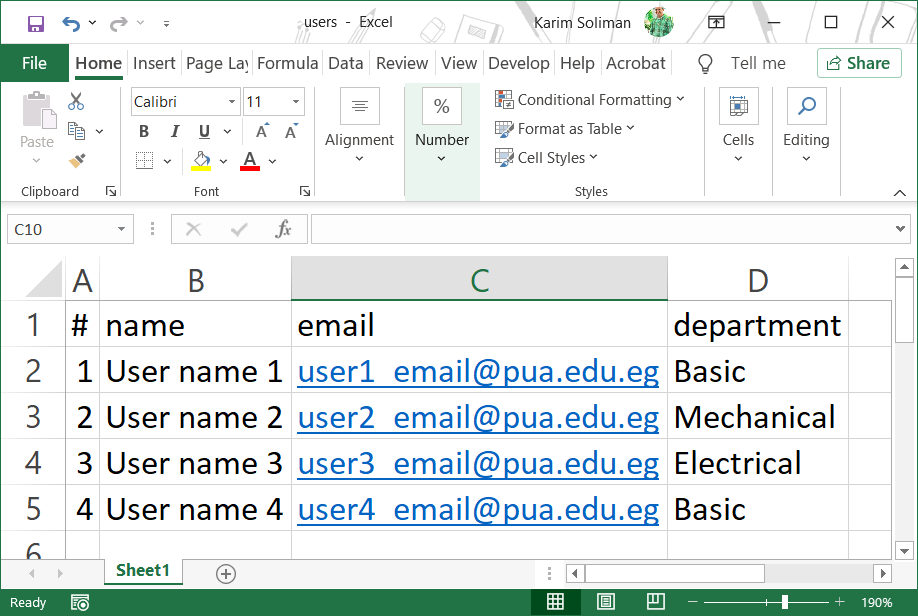 users - Excel Karim Soliman
File Home Insert Page Lay Formula Data Review View Develop Help Acrobat Tell me Share
Paste
Calibri 11
B I U A A
A
Alignment
% Number
Conditional Formatting
Format as Table
Cell Styles
Cells
Editing
Clipboard Font Styles
C10 fx
A B C D
1 # name email department
2 1 User name 1 user1_email@pua.edu.eg Basic
3 2 User name 2 user2_email@pua.edu.eg Mechanical
4 3 User name 3 user3_email@pua.edu.eg Electrical
5 4 User name 4 user4_email@pua.edu.eg Basic
6
Sheet1
Ready 190%